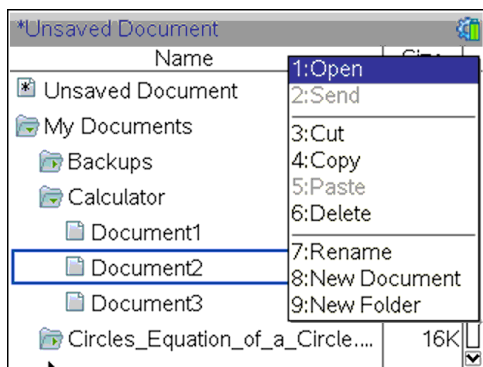 *Unsaved Document
Name
Unsaved Document
My Documents
Backups
Calculator
Document1
Document2
Document3
Circles_Equation_of_a_Circle.... 16K
1:Open
2:Send
3:Cut
4:Copy
5:Paste
6:Delete
7:Rename
8:New Document
9:New Folder